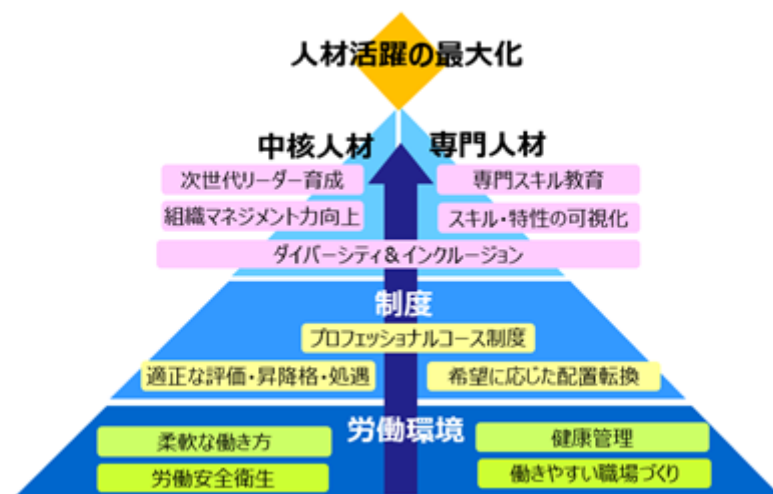 人材活躍の最大化
中核人材 専門人材
次世代リーダー育成 専門スキル教育
組織マネジメント力向上 スキル・特性の可視化
ダイバーシティ&インクルージョン
制度
プロフェッショナルコース制度
適正な評価・昇降格・処遇 希望に応じた配置転換
労働環境
柔軟な働き方 健康管理
労働安全衛生 働きやすい職場づくり